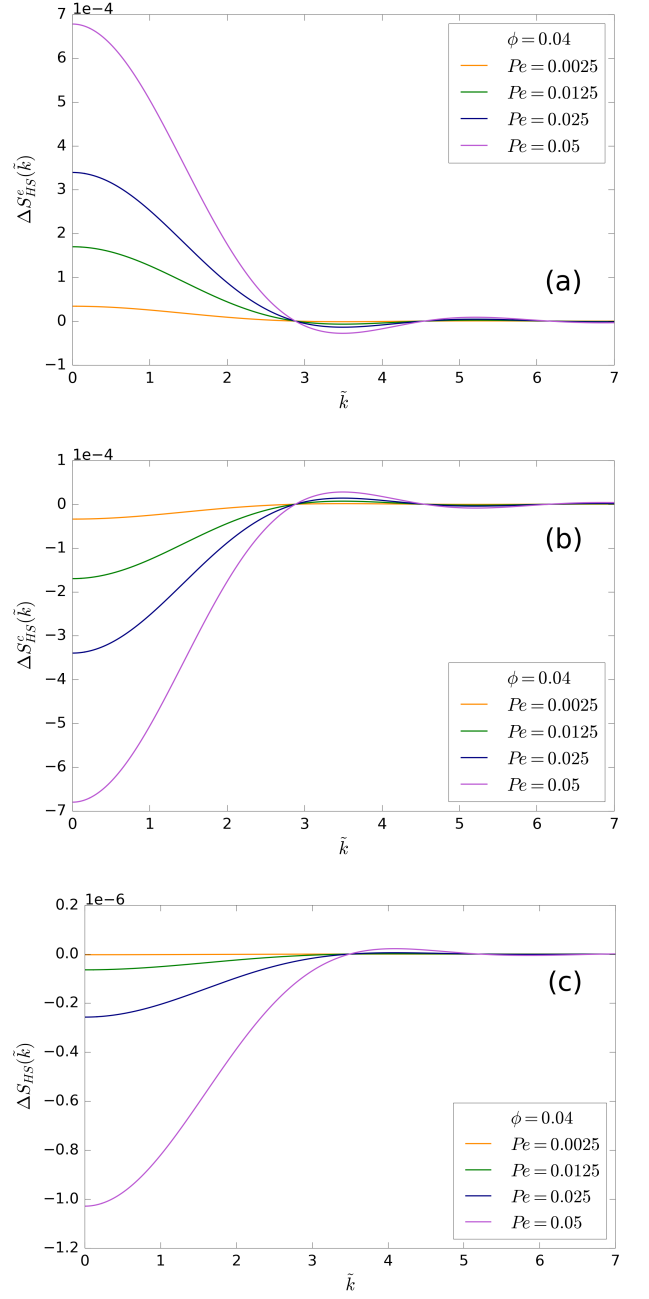 1e−4
7
6
5
4
3
2
1
0
−1
ΔS^e_HS(k̃)
ϕ=0.04
Pe=0.0025
Pe=0.0125
Pe=0.025
Pe=0.05
(a)
0 1 2 3 4 5 6 7
k̃
1e−4
1
0
−1
−2
−3
−4
−5
−6
−7
ΔS^c_HS(k̃)
(b)
ϕ=0.04
Pe=0.0025
Pe=0.0125
Pe=0.025
Pe=0.05
0 1 2 3 4 5 6 7
k̃
1e−6
0.2
0.0
−0.2
−0.4
−0.6
−0.8
−1.0
−1.2
ΔS_HS(k̃)
(c)
ϕ=0.04
Pe=0.0025
Pe=0.0125
Pe=0.025
Pe=0.05
0 1 2 3 4 5 6 7
k̃